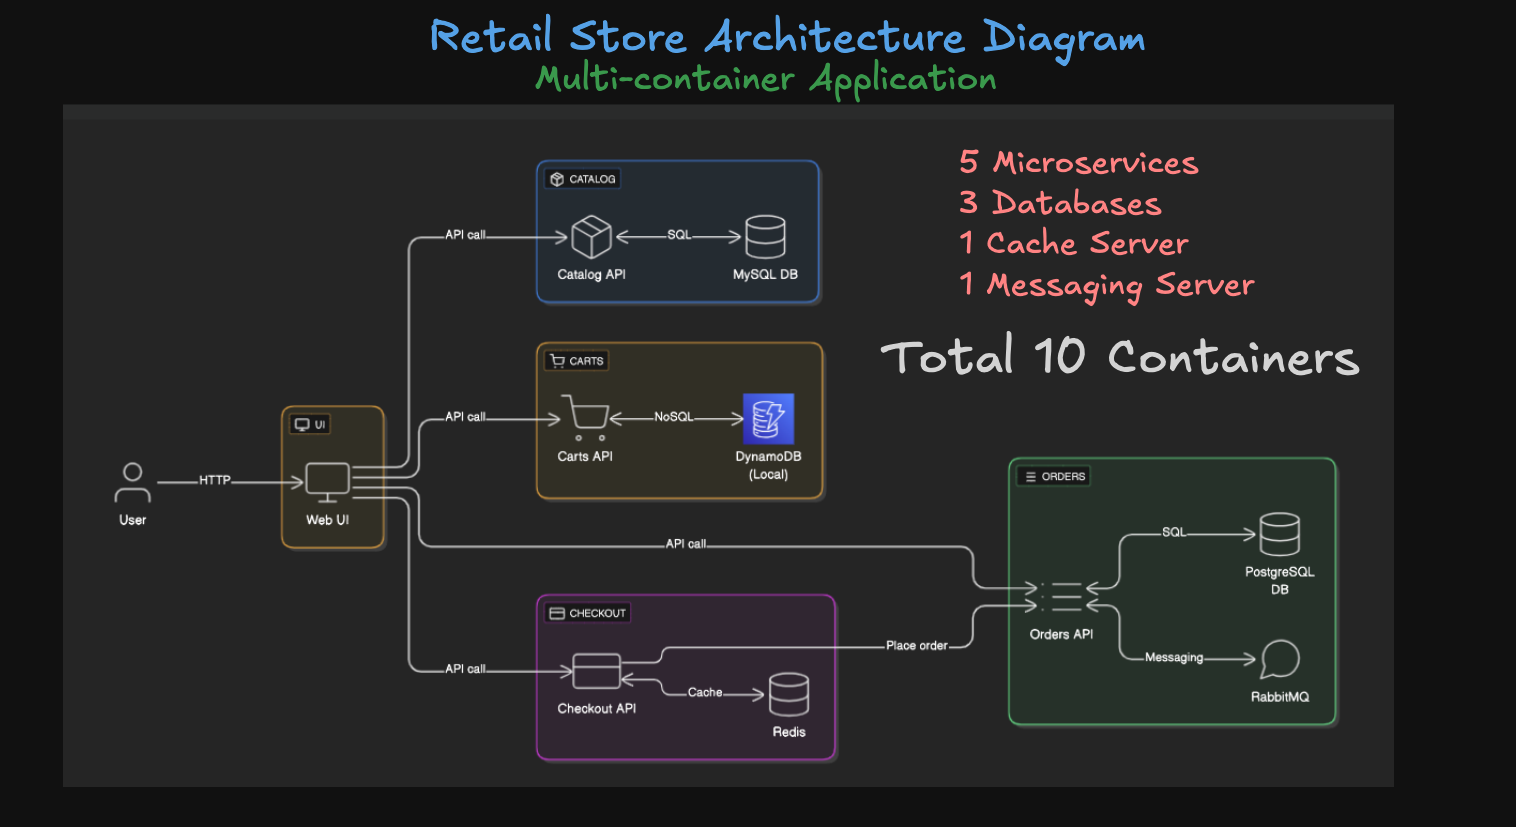 Retail Store Architecture Diagram
Multi-container Application
5 Microservices
3 Databases
1 Cache Server
1 Messaging Server
Total 10 Containers
CATALOG
API call
Catalog API
SQL
MySQL DB
CARTS
API call
Carts API
NoSQL
DynamoDB
(Local)
User
HTTP
UI
Web UI
API call
CHECKOUT
API call
Checkout API
Cache
Redis
Place order
ORDERS
Orders API
SQL
PostgreSQL
DB
Messaging
RabbitMQ